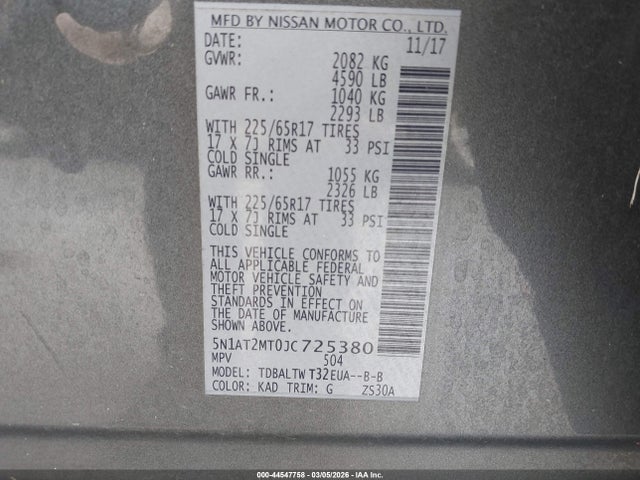 MFD BY NISSAN MOTOR CO., LTD.
DATE: 11/17
GVWR: 2082 KG
4590 LB
GAWR FR.: 1040 KG
2293 LB
WITH 225/65R17 TIRES
17 X 7J RIMS AT 33 PSI
COLD SINGLE
GAWR RR.: 1055 KG
2326 LB
WITH 225/65R17 TIRES
17 X 7J RIMS AT 33 PSI
COLD SINGLE
THIS VEHICLE CONFORMS TO
ALL APPLICABLE FEDERAL
MOTOR VEHICLE SAFETY AND
THEFT PREVENTION
STANDARDS IN EFFECT ON
THE DATE OF MANUFACTURE
SHOWN ABOVE.
5N1AT2MT0JC725380
MPV 504
MODEL: TDBALTW T32EUA--B-B
COLOR: KAD TRIM: G ZS30A
000-44547758 - 03/05/2026 - IAA Inc.